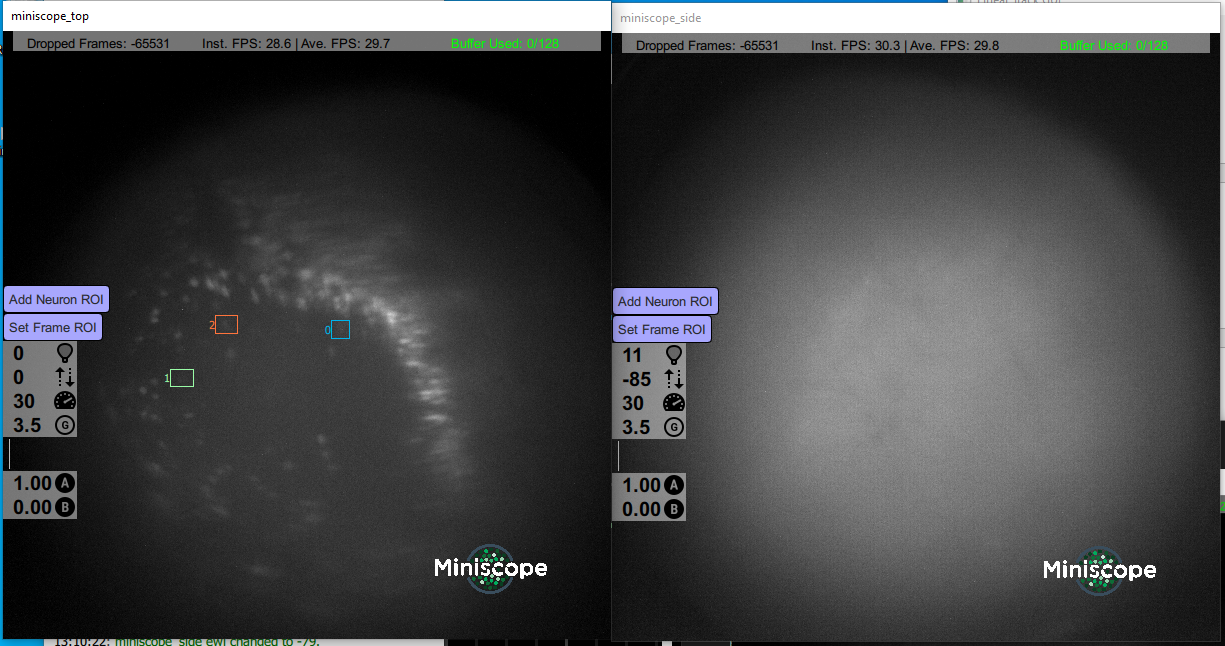 miniscope_top
Dropped Frames: -65531 Inst. FPS: 28.6 | Ave. FPS: 29.7 Buffer Used: 0/128
Add Neuron ROI
Set Frame ROI
0
0
30
3.5 G
1.00 A
0.00 B
2
0
1
Miniscope
miniscope_side
Dropped Frames: -65531 Inst. FPS: 30.3 | Ave. FPS: 29.8 Buffer Used: 0/128
Add Neuron ROI
Set Frame ROI
11
-85
30
3.5 G
1.00 A
0.00 B
Miniscope
13:10:22: miniscope_side ewl changed to -79.